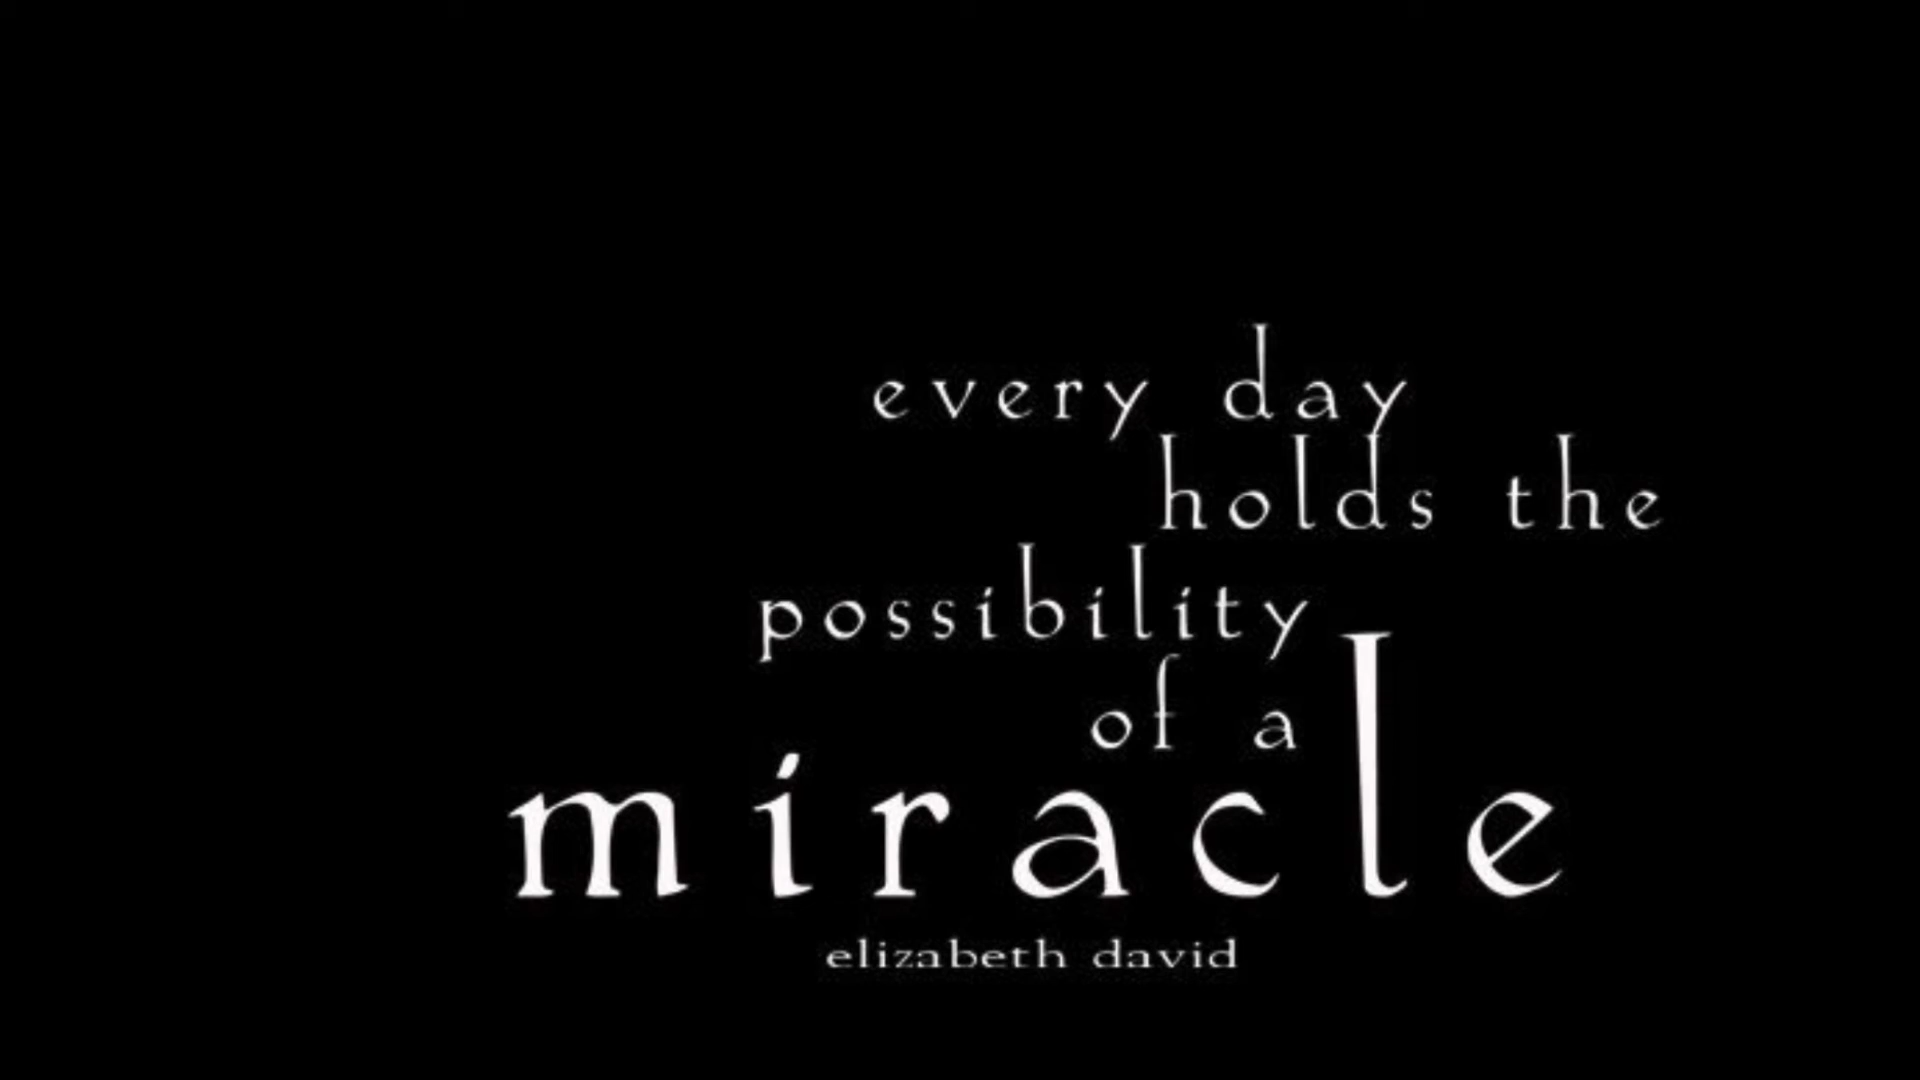 every day
holds the
possibility
of a
miracle
elizabeth david